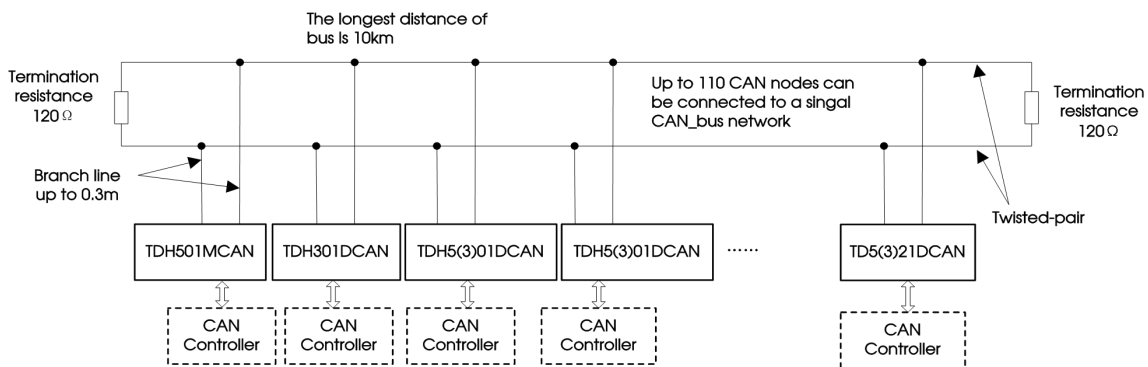 The longest distance of
bus is 10km
Termination
resistance
120Ω
Up to 110 CAN nodes can
be connected to a singal
CAN_bus network
Termination
resistance
120Ω
Branch line
up to 0.3m
Twisted-pair
TDH501MCAN
TDH301DCAN
TDH5(3)01DCAN
TDH5(3)01DCAN
......
TD5(3)21DCAN
CAN
Controller
CAN
Controller
CAN
Controller
CAN
Controller
CAN
Controller